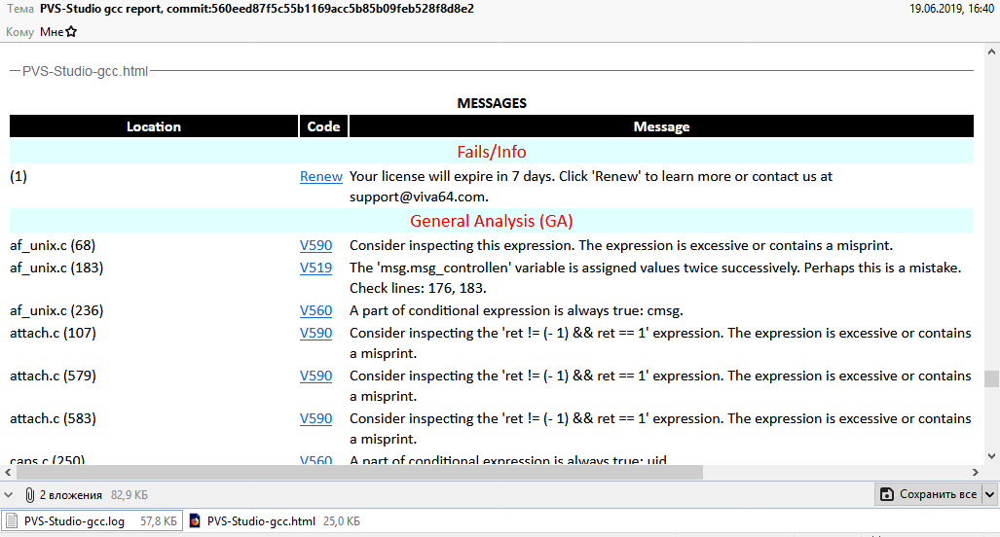 Тема PVS-Studio gcc report, commit:560eed87f5c55b1169acc5b85b09feb528f8d8e2 19.06.2019, 16:40
Кому Мне
PVS-Studio-gcc.html
MESSAGES
Location Code Message
Fails/Info
(1) Renew Your license will expire in 7 days. Click 'Renew' to learn more or contact us at
support@viva64.com.
General Analysis (GA)
af_unix.c (68) V590 Consider inspecting this expression. The expression is excessive or contains a misprint.
af_unix.c (183) V519 The 'msg.msg_controllen' variable is assigned values twice successively. Perhaps this is a mistake.
Check lines: 176, 183.
af_unix.c (236) V560 A part of conditional expression is always true: cmsg.
attach.c (107) V590 Consider inspecting the 'ret != (- 1) && ret == 1' expression. The expression is excessive or contains
a misprint.
attach.c (579) V590 Consider inspecting the 'ret != (- 1) && ret == 1' expression. The expression is excessive or contains
a misprint.
attach.c (583) V590 Consider inspecting the 'ret != (- 1) && ret == 1' expression. The expression is excessive or contains
a misprint.
caps.c (250) V560 A part of conditional expression is always true: uid
2 вложения 82,9 КБ Сохранить все
PVS-Studio-gcc.log 57,8 КБ PVS-Studio-gcc.html 25,0 КБ